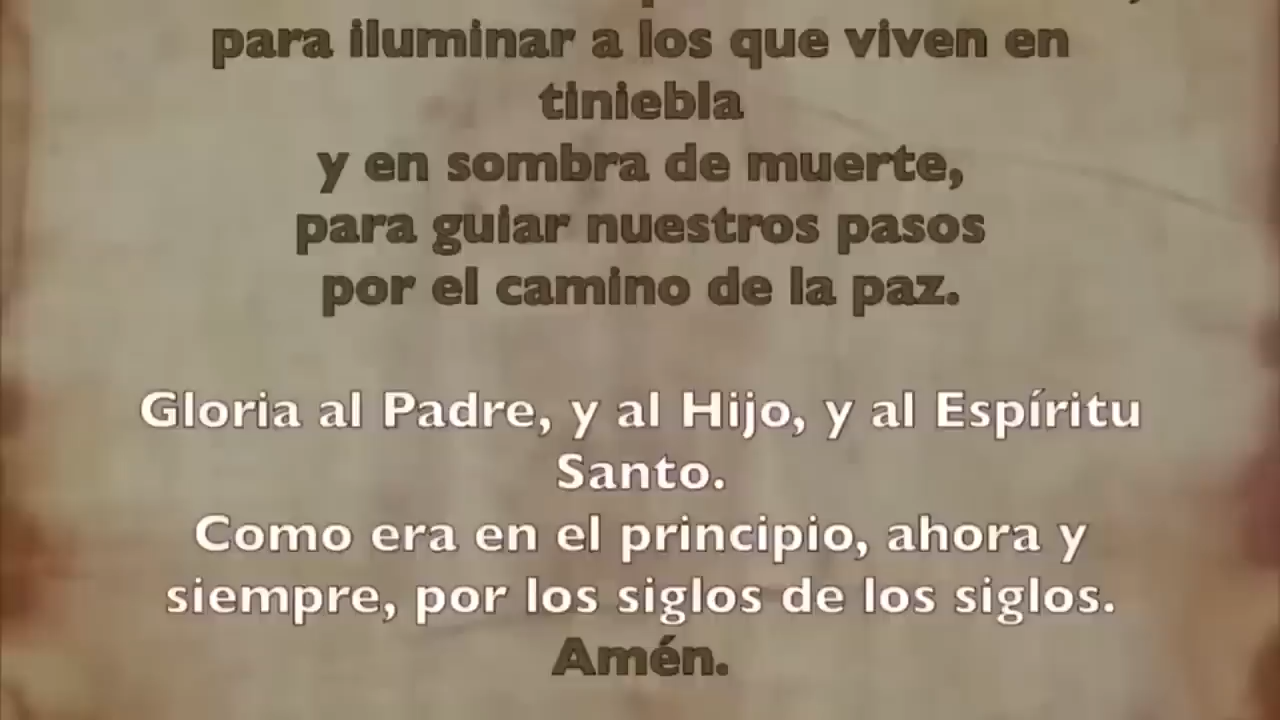 para iluminar a los que viven en
tiniebla
y en sombra de muerte,
para guiar nuestros pasos
por el camino de la paz.
Gloria al Padre, y al Hijo, y al Espíritu
Santo.
Como era en el principio, ahora y
siempre, por los siglos de los siglos.
Amén.